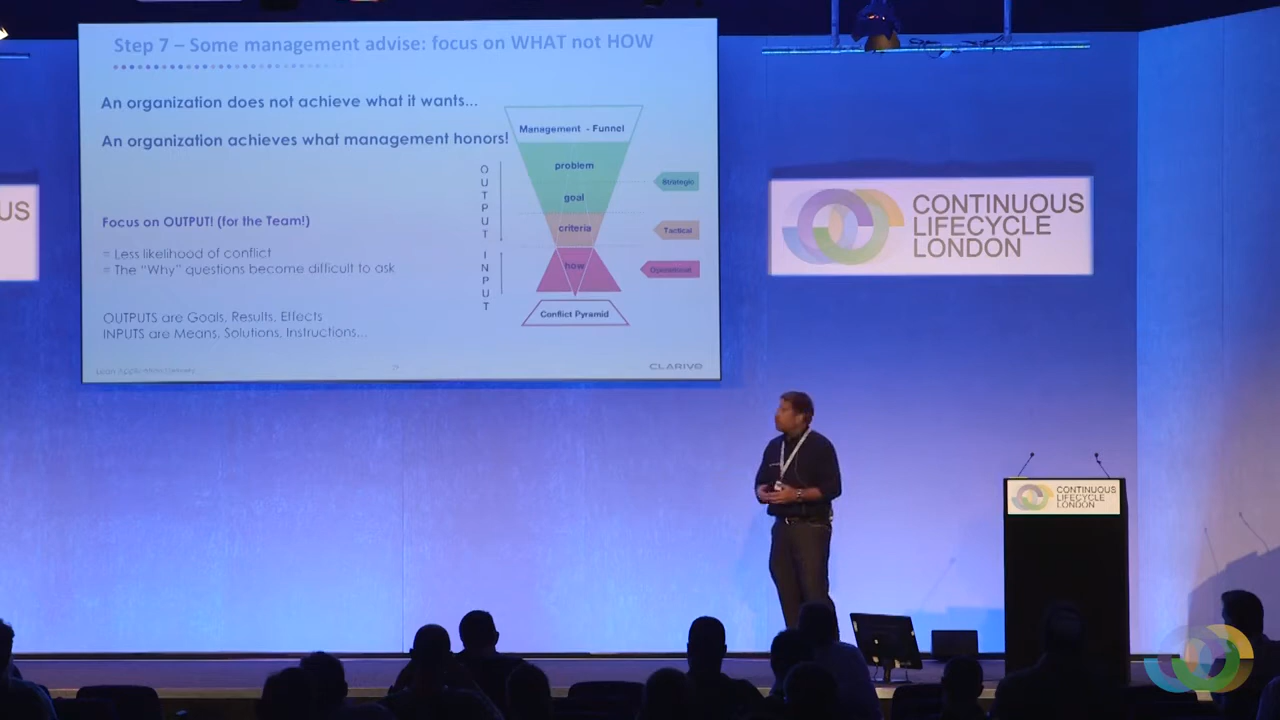 Step 7 – Some management advise: focus on WHAT not HOW
An organization does not achieve what it wants...
An organization achieves what management honors!
Focus on OUTPUT! (for the Team!)
= Less likelihood of conflict
= The “Why” questions become difficult to ask
OUTPUTS are Goals, Results, Effects
INPUTS are Means, Solutions, Instructions...
OUTPUT
INPUT
Management - Funnel
problem
goal
criteria
how
Conflict Pyramid
Strategic
Tactical
Operational
CLARIVE
US
CONTINUOUS
LIFECYCLE
LONDON
CONTINUOUS
LIFECYCLE
LONDON